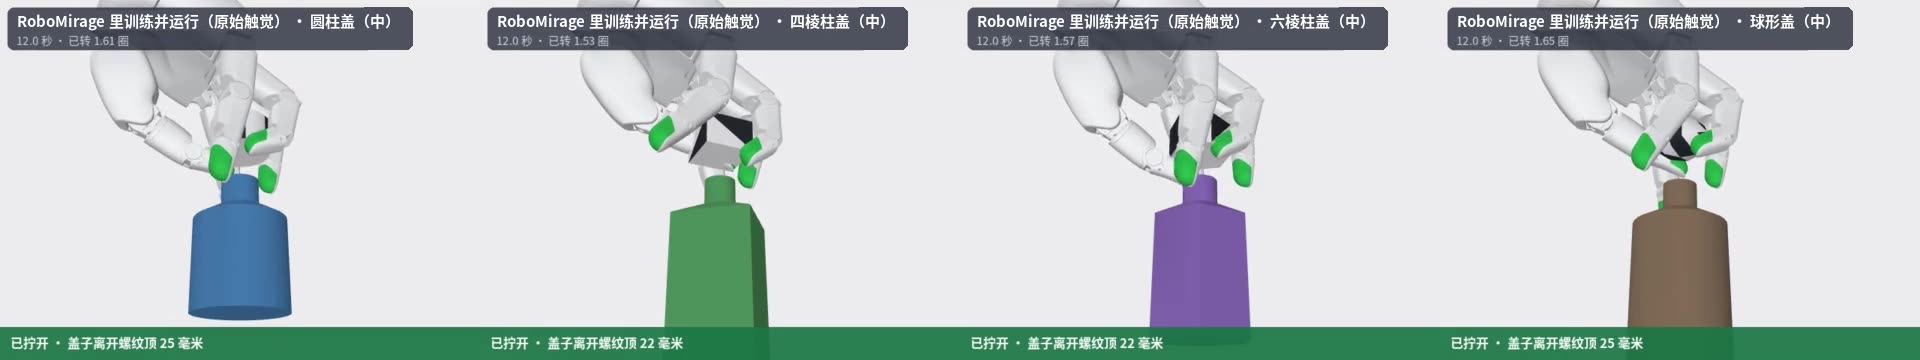 RoboMirage 里训练并运行（原始触觉） · 圆柱盖（中）
12.0 秒 · 已转 1.61 圈
已拧开 · 盖子离开螺纹顶 25 毫米
RoboMirage 里训练并运行（原始触觉） · 四棱柱盖（中）
12.0 秒 · 已转 1.53 圈
已拧开 · 盖子离开螺纹顶 22 毫米
RoboMirage 里训练并运行（原始触觉） · 六棱柱盖（中）
12.0 秒 · 已转 1.57 圈
已拧开 · 盖子离开螺纹顶 22 毫米
RoboMirage 里训练并运行（原始触觉） · 球形盖（中）
12.0 秒 · 已转 1.65 圈
已拧开 · 盖子离开螺纹顶 25 毫米